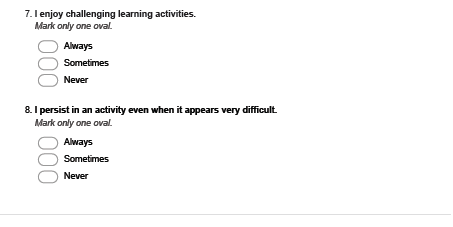 7. I enjoy challenging learning activities.
Mark only one oval.
Always
Sometimes
Never
8. I persist in an activity even when it appears very difficult.
Mark only one oval.
Always
Sometimes
Never